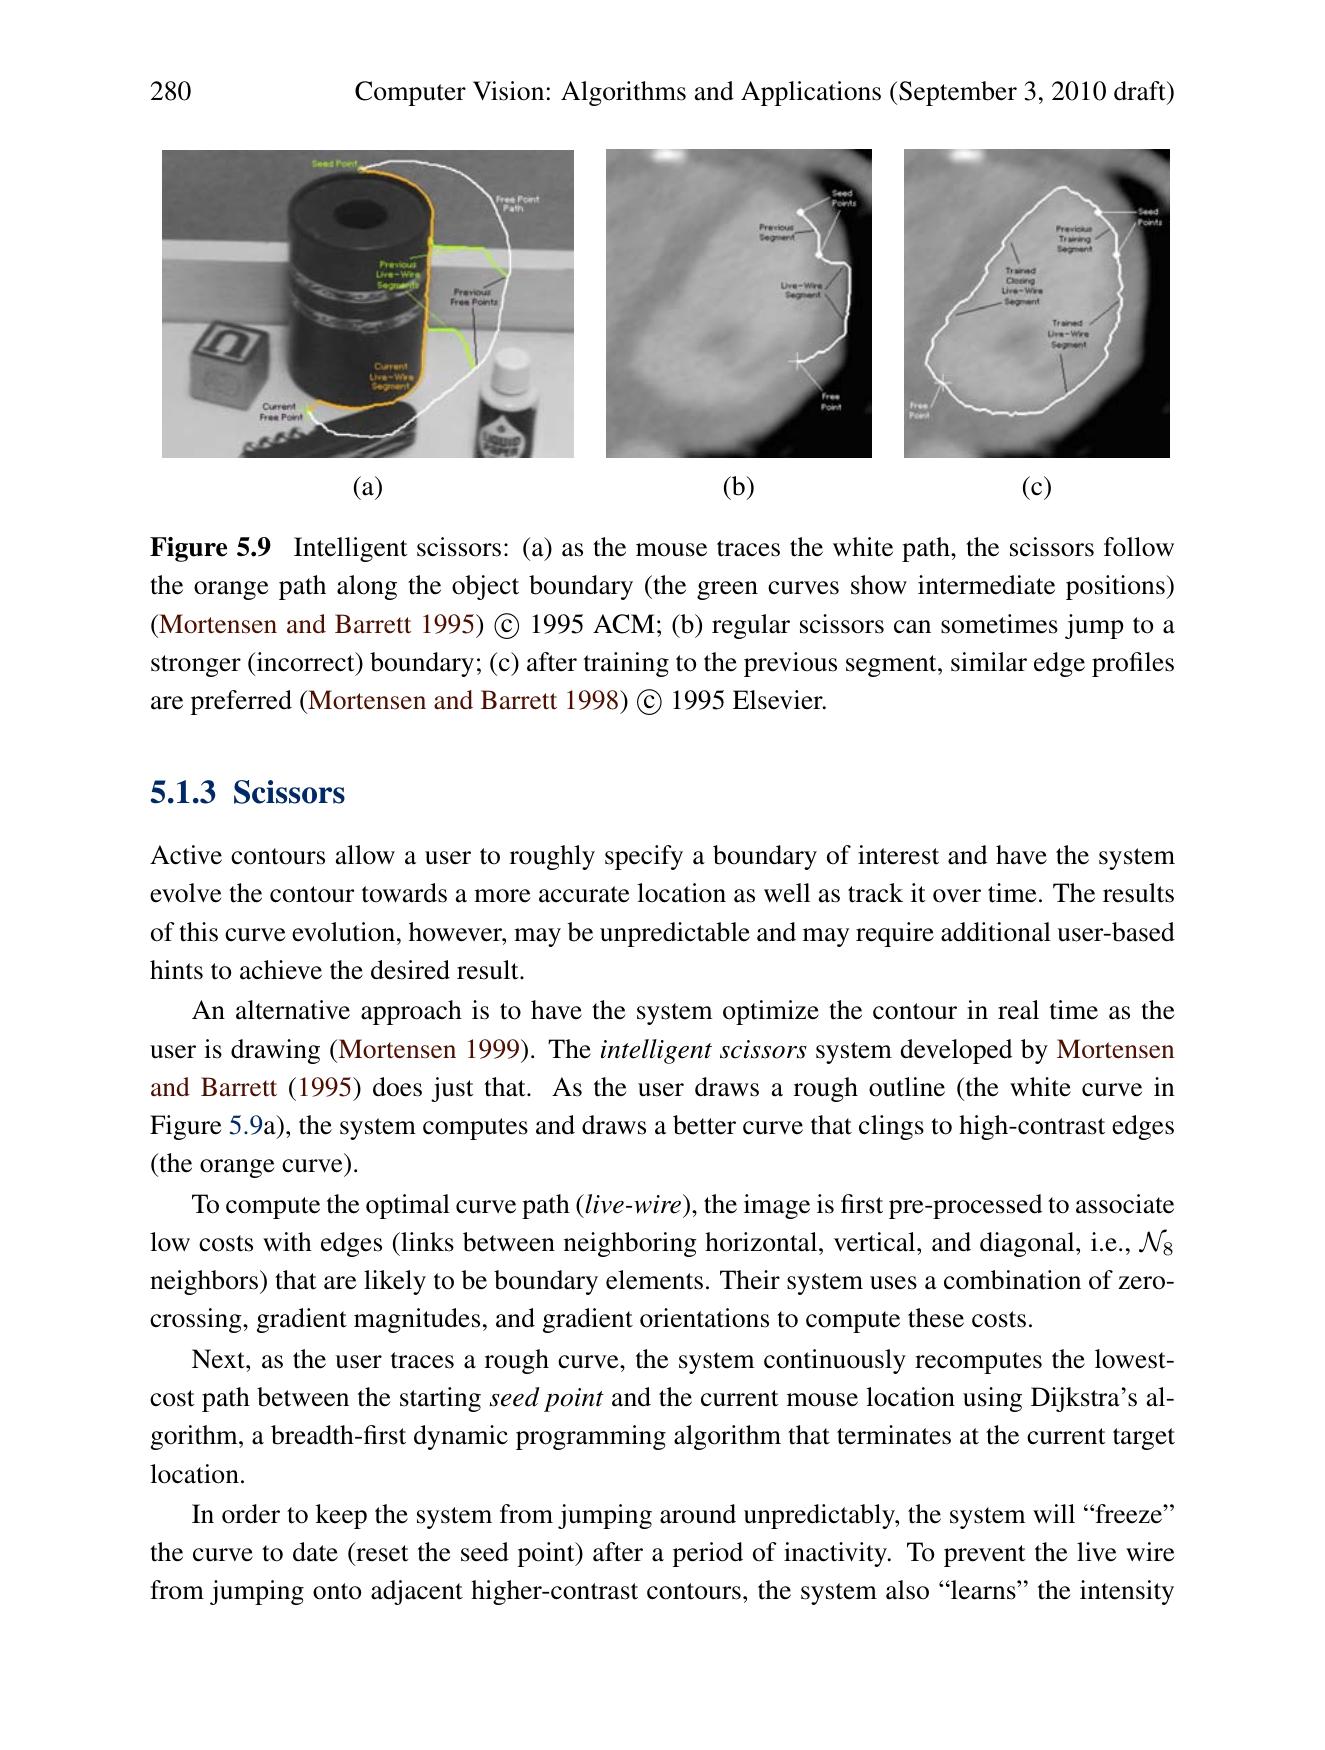 280 Computer Vision: Algorithms and Applications (September 3, 2010 draft)
Seed Point
Free Point
Path
Previous
Live-Wire
Segments
Previous
Free Points
Current
Live-Wire
Segment
Current
Free Point
LIQUID
PAPER
Seed
Points
Previous
Segment
Live-Wire
Segment
Free
Point
Seed
Points
Previous
Training
Segment
Trained
Closing
Live-Wire
Segment
Trained
Live-Wire
Segment
Free
Point
(a) (b) (c)
Figure 5.9 Intelligent scissors: (a) as the mouse traces the white path, the scissors follow
the orange path along the object boundary (the green curves show intermediate positions)
(Mortensen and Barrett 1995) © 1995 ACM; (b) regular scissors can sometimes jump to a
stronger (incorrect) boundary; (c) after training to the previous segment, similar edge profiles
are preferred (Mortensen and Barrett 1998) © 1995 Elsevier.
5.1.3 Scissors
Active contours allow a user to roughly specify a boundary of interest and have the system
evolve the contour towards a more accurate location as well as track it over time. The results
of this curve evolution, however, may be unpredictable and may require additional user-based
hints to achieve the desired result.
An alternative approach is to have the system optimize the contour in real time as the
user is drawing (Mortensen 1999). The intelligent scissors system developed by Mortensen
and Barrett (1995) does just that. As the user draws a rough outline (the white curve in
Figure 5.9a), the system computes and draws a better curve that clings to high-contrast edges
(the orange curve).
To compute the optimal curve path (live-wire), the image is first pre-processed to associate
low costs with edges (links between neighboring horizontal, vertical, and diagonal, i.e., N8
neighbors) that are likely to be boundary elements. Their system uses a combination of zero-
crossing, gradient magnitudes, and gradient orientations to compute these costs.
Next, as the user traces a rough curve, the system continuously recomputes the lowest-
cost path between the starting seed point and the current mouse location using Dijkstra's al-
gorithm, a breadth-first dynamic programming algorithm that terminates at the current target
location.
In order to keep the system from jumping around unpredictably, the system will “freeze”
the curve to date (reset the seed point) after a period of inactivity. To prevent the live wire
from jumping onto adjacent higher-contrast contours, the system also “learns” the intensity